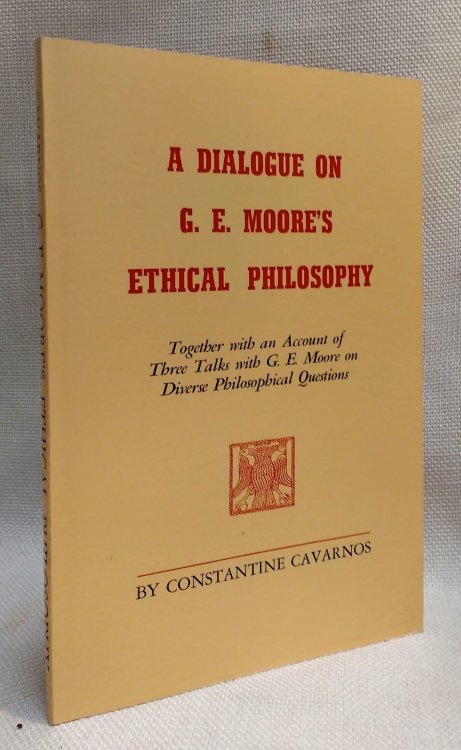 A DIALOGUE ON
G. E. MOORE'S
ETHICAL PHILOSOPHY
Together with an Account of
Three Talks with G. E. Moore on
Diverse Philosophical Questions
BY CONSTANTINE CAVARNOS